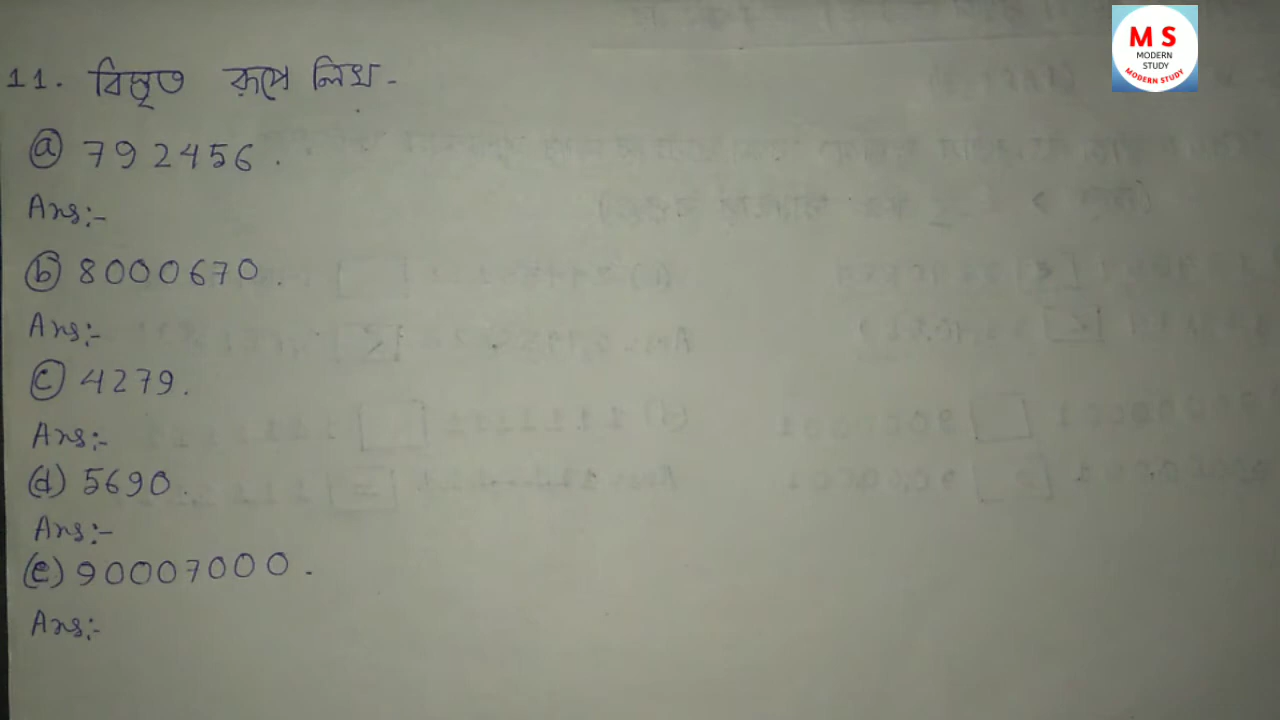 11. বিস্তৃত রূপে লিখ-
(a) 792456.
Ans:-
(b) 8000670.
Ans:-
(c) 4279.
Ans:-
(d) 5690.
Ans:-
(e) 90007000.
Ans:-
M S
MODERN
STUDY
MODERN STUDY